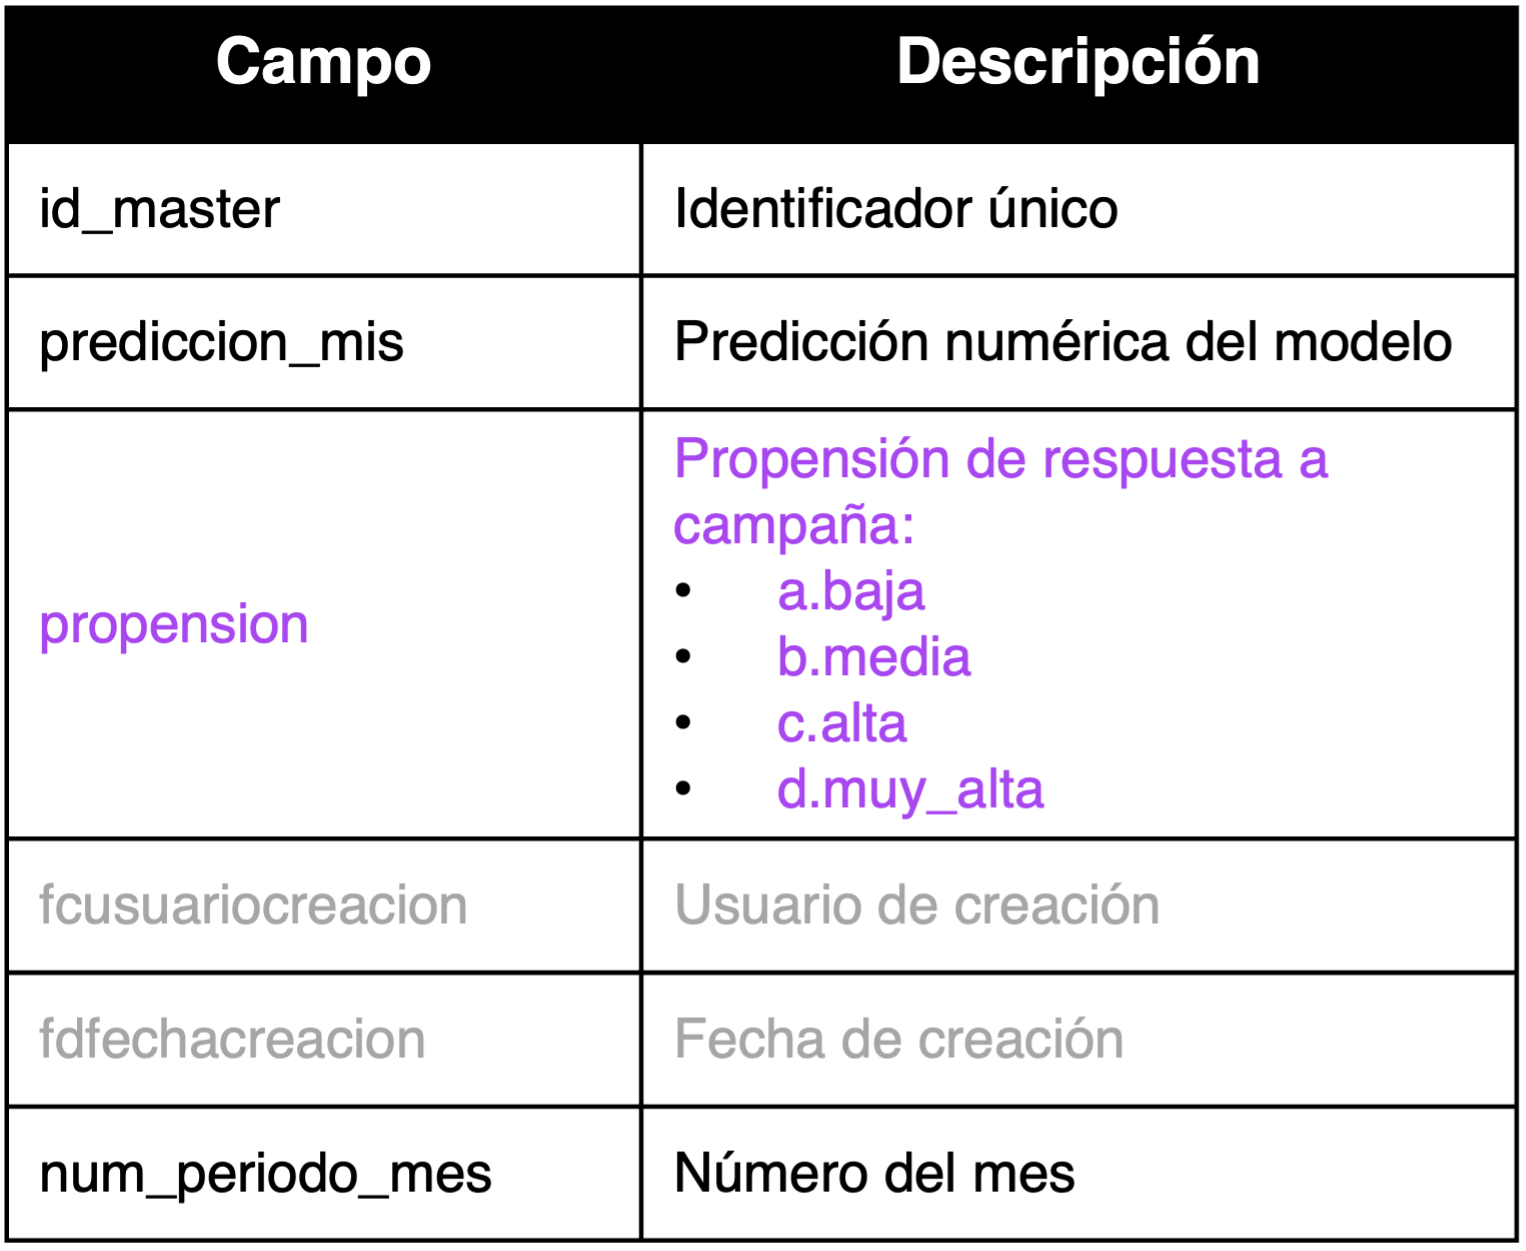 Campo Descripción
id_master Identificador único
prediccion_mis Predicción numérica del modelo
propension
Propensión de respuesta a
campaña:
• a.baja
• b.media
• c.alta
• d.muy_alta
fcusuariocreacion Usuario de creación
fdfechacreacion Fecha de creación
num_periodo_mes Número del mes